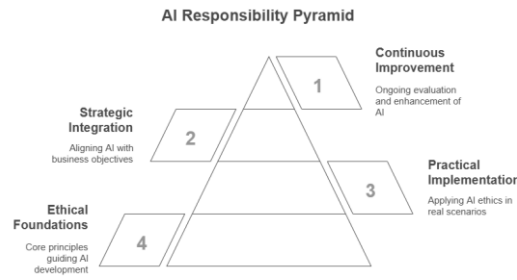 AI Responsibility Pyramid
Continuous
Improvement
1
Ongoing evaluation
and enhancement of
AI
Strategic
Integration
2
Aligning AI with
business objectives
Practical
Implementation
3
Applying AI ethics in
real scenarios
Ethical
Foundations
4
Core principles
guiding AI
development